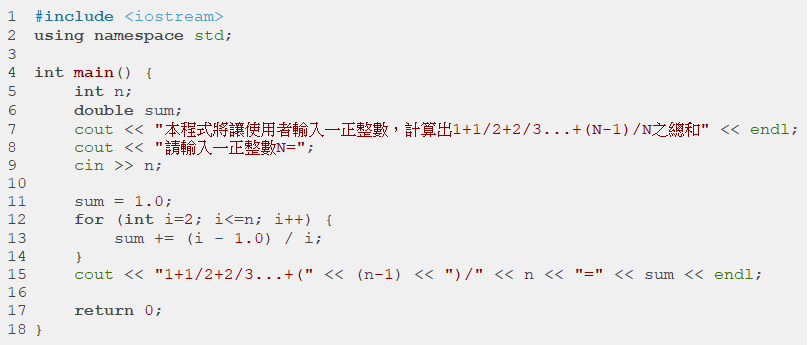 1 #include <iostream>
2 using namespace std;
3
4 int main() {
5     int n;
6     double sum;
7     cout << "本程式將讓使用者輸入一正整數，計算出1+1/2+2/3...+(N-1)/N之總和" << endl;
8     cout << "請輸入一正整數N=";
9     cin >> n;
10
11     sum = 1.0;
12     for (int i=2; i<=n; i++) {
13         sum += (i - 1.0) / i;
14     }
15     cout << "1+1/2+2/3...+(" << (n-1) << ")/" << n << "=" << sum << endl;
16
17     return 0;
18 }